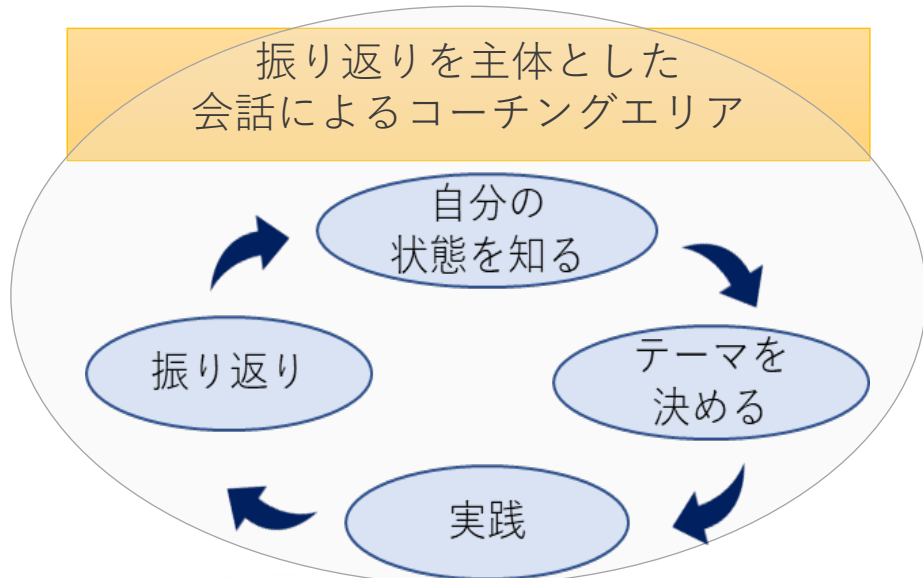 振り返りを主体とした
会話によるコーチングエリア
自分の
状態を知る
テーマを
決める
実践
振り返り